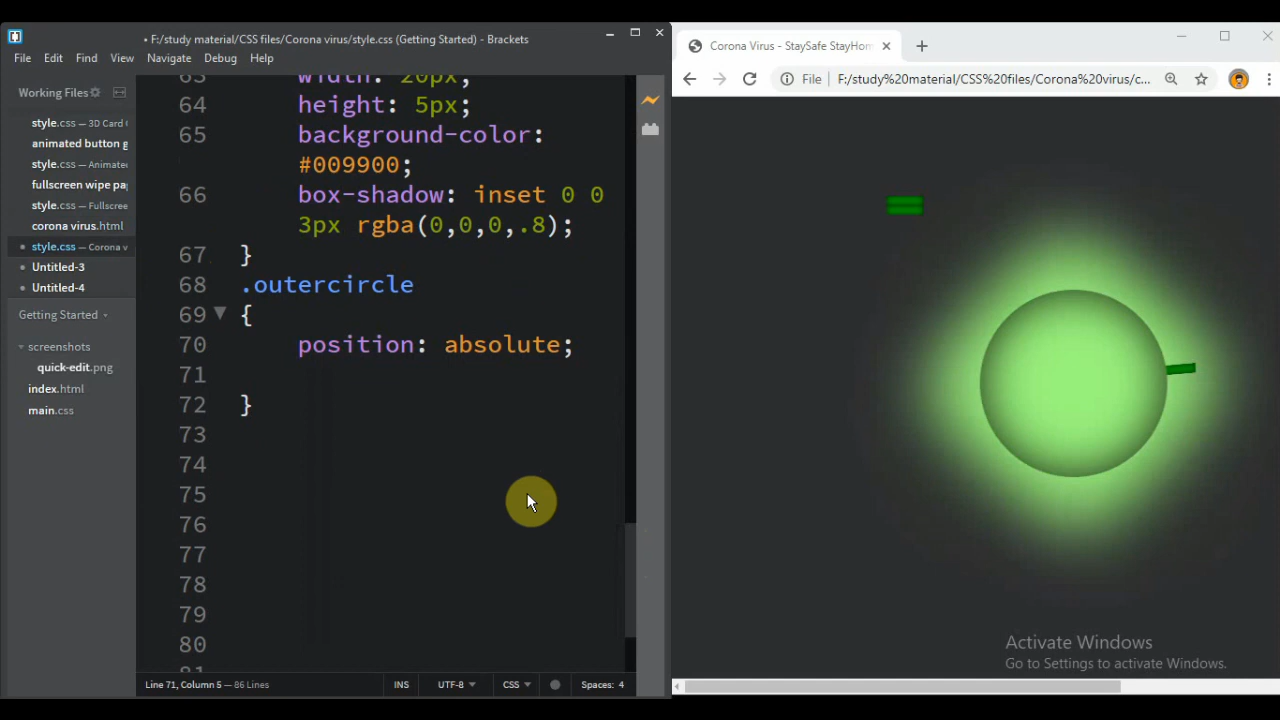 • F:/study material/CSS files/Corona virus/style.css (Getting Started) - Brackets
File Edit Find View Navigate Debug Help
Working Files
style.css — 3D Card
animated button g
style.css — Animate
fullscreen wipe pa
style.css — Fullscree
corona virus.html
• style.css — Corona v
• Untitled-3
• Untitled-4
Getting Started
screenshots
quick-edit.png
index.html
main.css
63 width: 20px;
64 height: 5px;
65 background-color:
#009900;
66 box-shadow: inset 0 0
3px rgba(0,0,0,.8);
67 }
68 .outercircle
69 {
70 position: absolute;
71
72 }
73
74
75
76
77
78
79
80
81
Line 71, Column 5 — 86 Lines
INS UTF-8 CSS Spaces: 4
Corona Virus - StaySafe StayHom
File F:/study%20material/CSS%20files/Corona%20virus/c...
Activate Windows
Go to Settings to activate Windows.